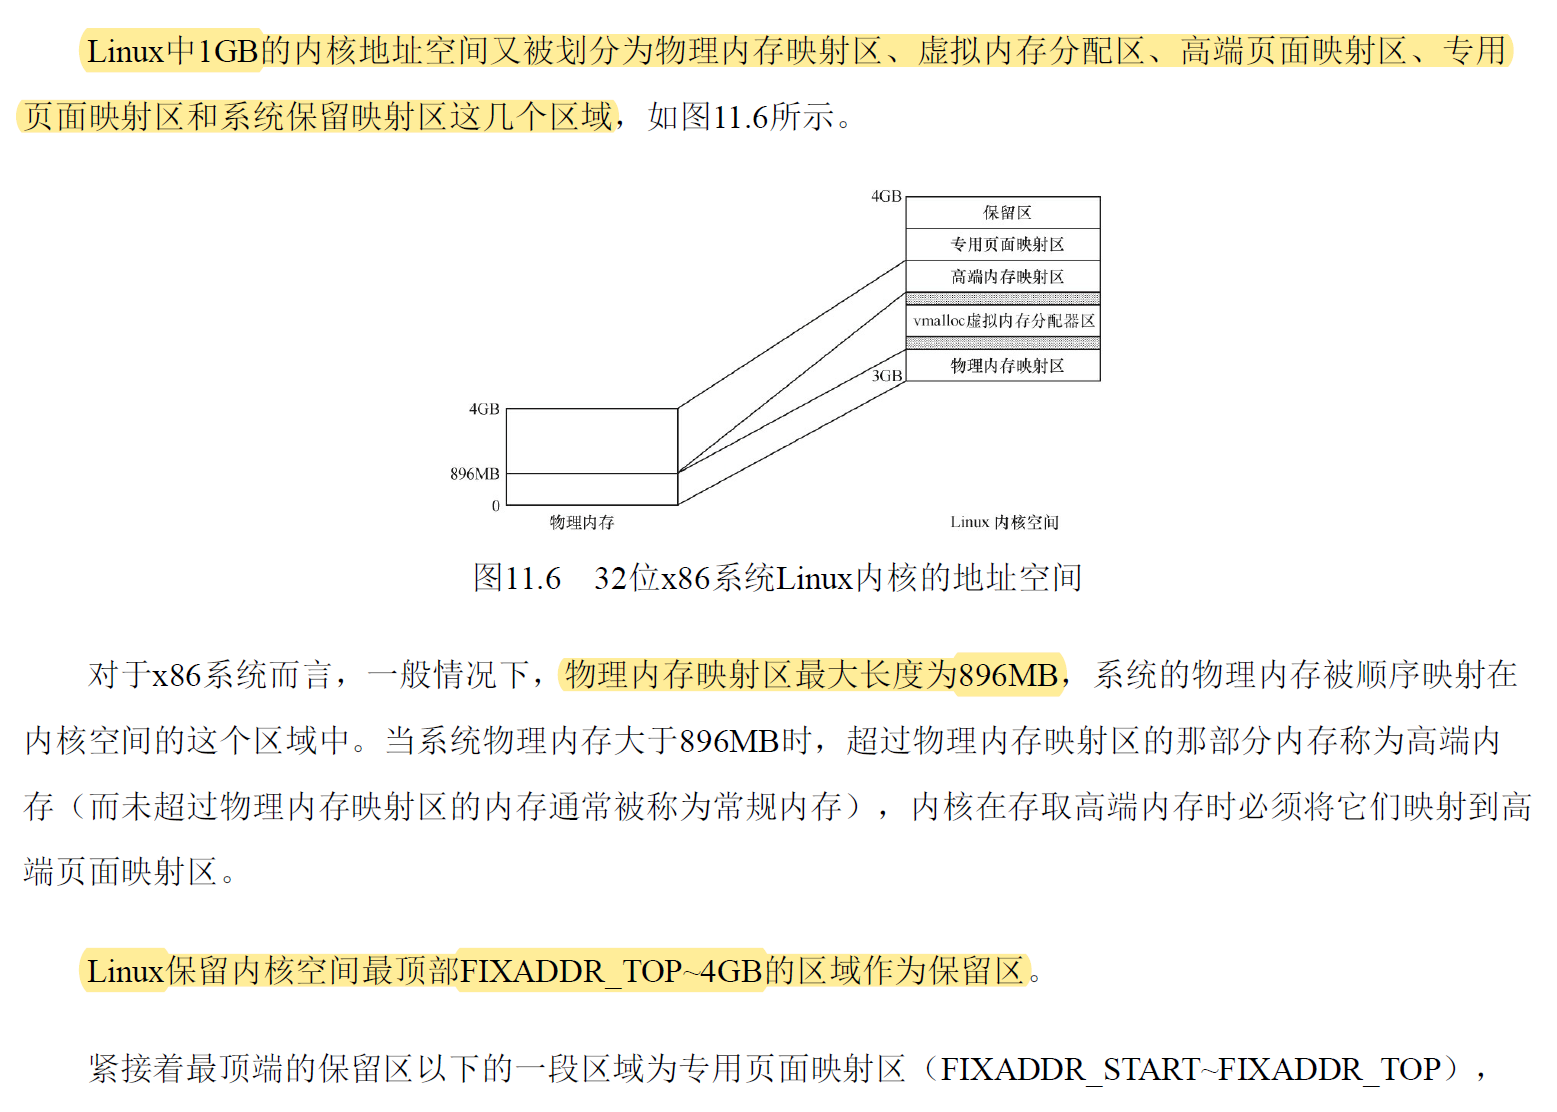 Linux中1GB的内核地址空间又被划分为物理内存映射区、虚拟内存分配区、高端页面映射区、专用
页面映射区和系统保留映射区这几个区域，如图11.6所示。
4GB
保留区
专用页面映射区
高端内存映射区
vmalloc虚拟内存分配器区
物理内存映射区
3GB
4GB
896MB
0
物理内存
Linux 内核空间
图11.6 32位x86系统Linux内核的地址空间
对于x86系统而言，一般情况下，物理内存映射区最大长度为896MB，系统的物理内存被顺序映射在
内核空间的这个区域中。当系统物理内存大于896MB时，超过物理内存映射区的那部分内存称为高端内
存（而未超过物理内存映射区的内存通常被称为常规内存），内核在存取高端内存时必须将它们映射到高
端页面映射区。
Linux保留内核空间最顶部FIXADDR_TOP~4GB的区域作为保留区。
紧接着最顶端的保留区以下的一段区域为专用页面映射区（FIXADDR_START~FIXADDR_TOP），